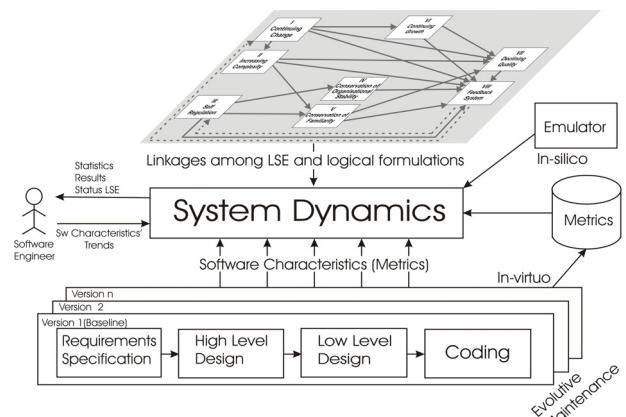 I
Continuing
Change
VI
Continuing
Growth
II
Increasing
Complexity
VII
Declining
Quality
III
Self
Regulation
IV
Conservation of
Organisational
Stability
V
Conservation of
Familiarity
VIII
Feedback
System
Linkages among LSE and logical formulations
Emulator
In-silico
Statistics
Results
Status LSE
System Dynamics
Metrics
Software
Engineer
Sw Characteristics'
Trends
Software Characteristics (Metrics)
In-virtuo
Version n
Version 2
Version 1(Baseline)
Requirements
Specification
High Level
Design
Low Level
Design
Coding
Evolutive